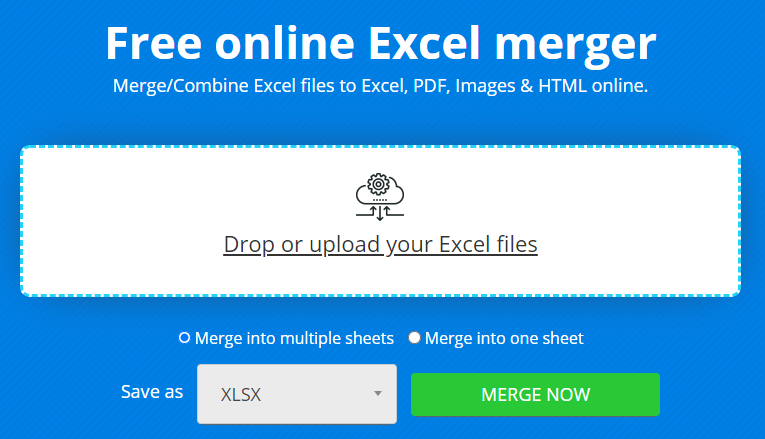 Free online Excel merger
Merge/Combine Excel files to Excel, PDF, Images & HTML online.
Drop or upload your Excel files
Merge into multiple sheets Merge into one sheet
Save as XLSX MERGE NOW